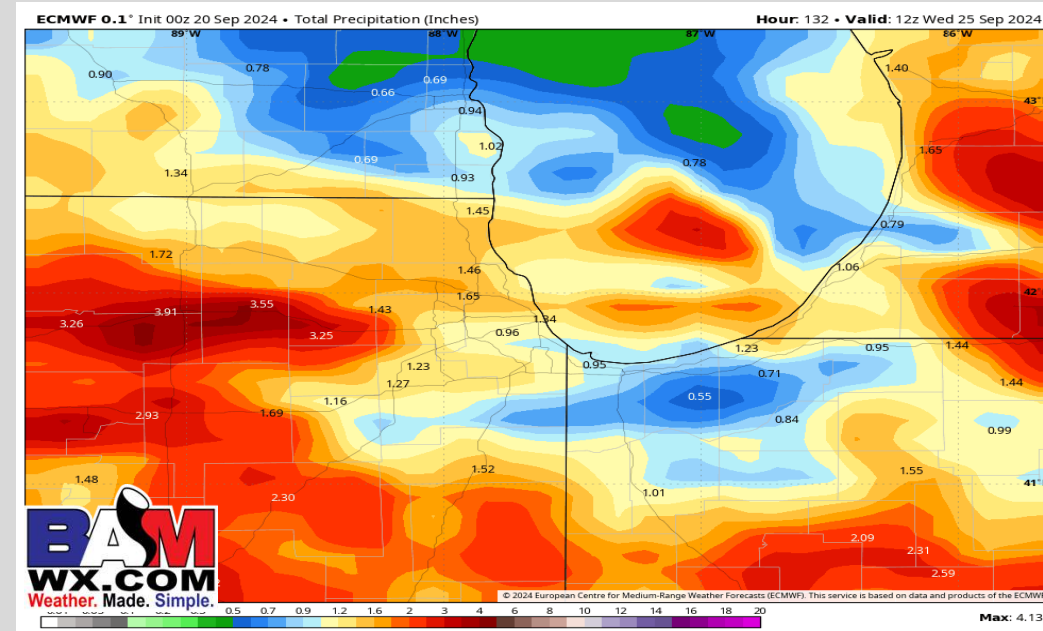 ECMWF 0.1° Init 00z 20 Sep 2024 • Total Precipitation (Inches) Hour: 132 • Valid: 12z Wed 25 Sep 2024
89°W 88°W 87°W 86°W
0.90 0.78 0.66 0.69 1.40
43°
0.94
1.02 1.65
0.69 0.78
1.34 0.93
1.45 0.79
1.72 1.46 1.06
42°
3.26 3.91 3.55 3.25 1.43 1.65 0.96 1.34
0.95 1.23 0.95 1.44
1.23 0.71
1.27 1.44
1.16 0.55
2.93 1.69 0.84 0.99
1.48 1.52 1.55
41°
2.30 1.01
2.09
2.31
2.59
BAM
WX.COM
Weather. Made. Simple.
© 2024 European Centre for Medium-Range Weather Forecasts (ECMWF). This service is based on data and products of the ECMWF
0.5 0.7 0.9 1.2 1.6 2 3 4 6 8 10 12 14 16 18 20
Max: 4.13